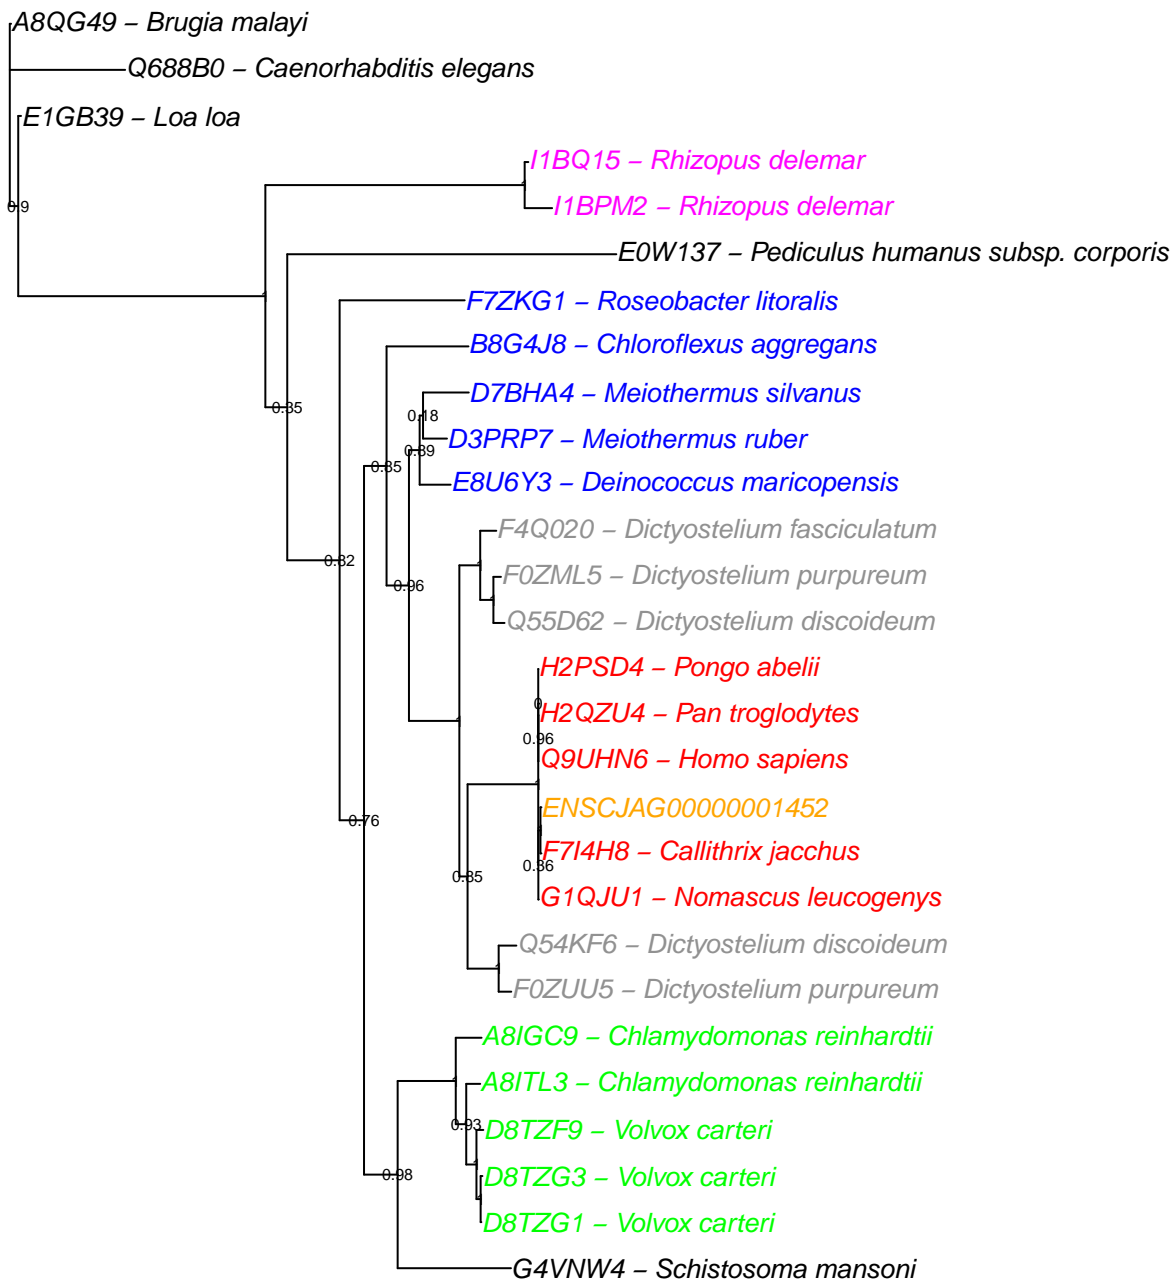 A8QG49 – Brugia malayi
Q688B0 – Caenorhabditis elegans
E1GB39 – Loa loa
I1BQ15 – Rhizopus delemar
0.9
I1BPM2 – Rhizopus delemar
E0W137 – Pediculus humanus subsp. corporis
F7ZKG1 – Roseobacter litoralis
B8G4J8 – Chloroflexus aggregans
D7BHA4 – Meiothermus silvanus
0.85
0.18
D3PRP7 – Meiothermus ruber
0.89
0.85
E8U6Y3 – Deinococcus maricopensis
F4Q020 – Dictyostelium fasciculatum
0.82
F0ZML5 – Dictyostelium purpureum
0.96
Q55D62 – Dictyostelium discoideum
H2PSD4 – Pongo abelii
0
H2QZU4 – Pan troglodytes
0.96
Q9UHN6 – Homo sapiens
ENSCJAG00000001452
0.76
F7I4H8 – Callithrix jacchus
0.86
0.85
G1QJU1 – Nomascus leucogenys
Q54KF6 – Dictyostelium discoideum
F0ZUU5 – Dictyostelium purpureum
A8IGC9 – Chlamydomonas reinhardtii
A8ITL3 – Chlamydomonas reinhardtii
0.93
D8TZF9 – Volvox carteri
0.98
D8TZG3 – Volvox carteri
D8TZG1 – Volvox carteri
G4VNW4 – Schistosoma mansoni